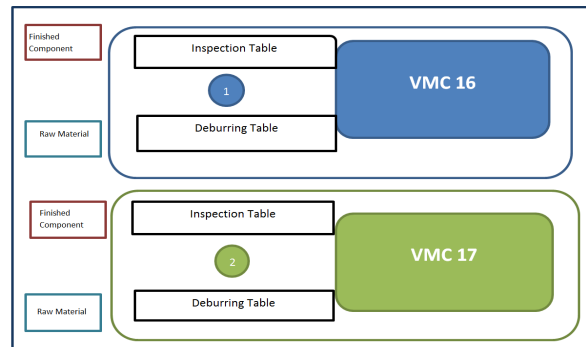 Finished
Component
Inspection Table
VMC 16
1
Raw Material
Deburring Table
Finished
Component
Inspection Table
VMC 17
2
Raw Material
Deburring Table